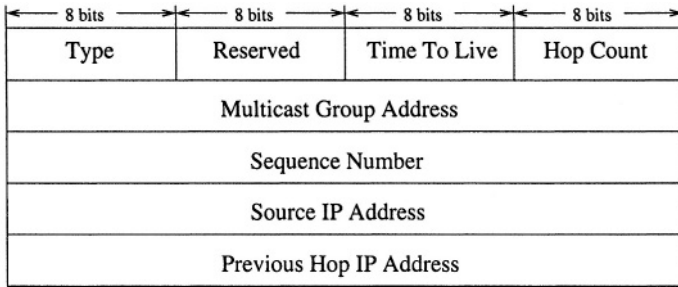 8 bits 8 bits 8 bits 8 bits
Type Reserved Time To Live Hop Count
Multicast Group Address
Sequence Number
Source IP Address
Previous Hop IP Address